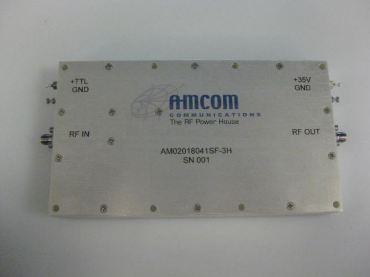 +TTL
GND
AMCOM
COMMUNICATIONS
The RF Power House
+35V
GND
RF IN
RF OUT
AM02018041SF-3H
SN 001